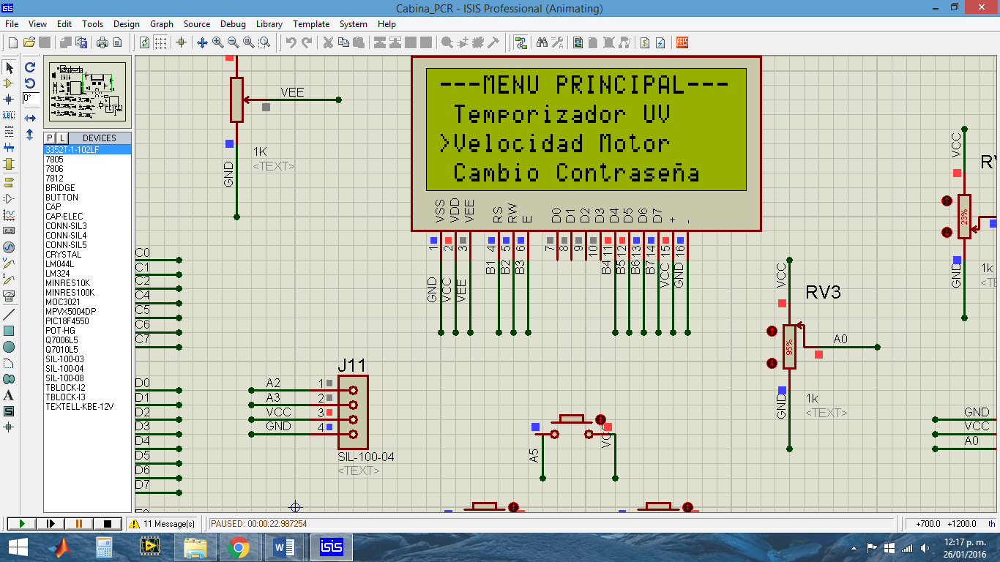 Cabina_PCR - ISIS Professional (Animating)
File View Edit Tools Design Graph Source Debug Library Template System Help
0°
P L DEVICES
3352T-1-102LF
7805
7806
7812
BRIDGE
BUTTON
CAP
CAP-ELEC
CONN-SIL3
CONN-SIL4
CONN-SIL5
CRYSTAL
LM044L
LM324
MINRES10K
MINRES100K
MOC3021
MPVX5004DP
PIC18F4550
POT-HG
Q7006L5
Q7010L5
SIL-100-03
SIL-100-04
SIL-100-08
TBLOCK-I2
TBLOCK-I3
TEXTELL-KBE-12V
VEE
GND
1K
<TEXT>
---MENU PRINCIPAL---
Temporizador UV
>Velocidad Motor
Cambio Contraseña
VSS VDD VEE RS RW E D0 D1 D2 D3 D4 D5 D6 D7 + -
1 2 3 4 5 6 7 8 9 10 11 12 13 14 15 16
GND VCC VEE B1 B2 B3 B4 B5 B6 B7 VCC GND
C0
C1
C2
C4
C5
C6
C7
D0
D1
D2
D3
D4
D5
D6
D7
J11
A2 1
A3 2
VCC 3
GND 4
SIL-100-04
<TEXT>
A5
VCC
VCC
RV3
95%
A0
GND
1k
<TEXT>
VCC
23%
GND
1k
GND
VCC
A0
11 Message(s)
PAUSED: 00:00:22.987254
+700.0 +1200.0 th
isis
12:17 p. m.
26/01/2016